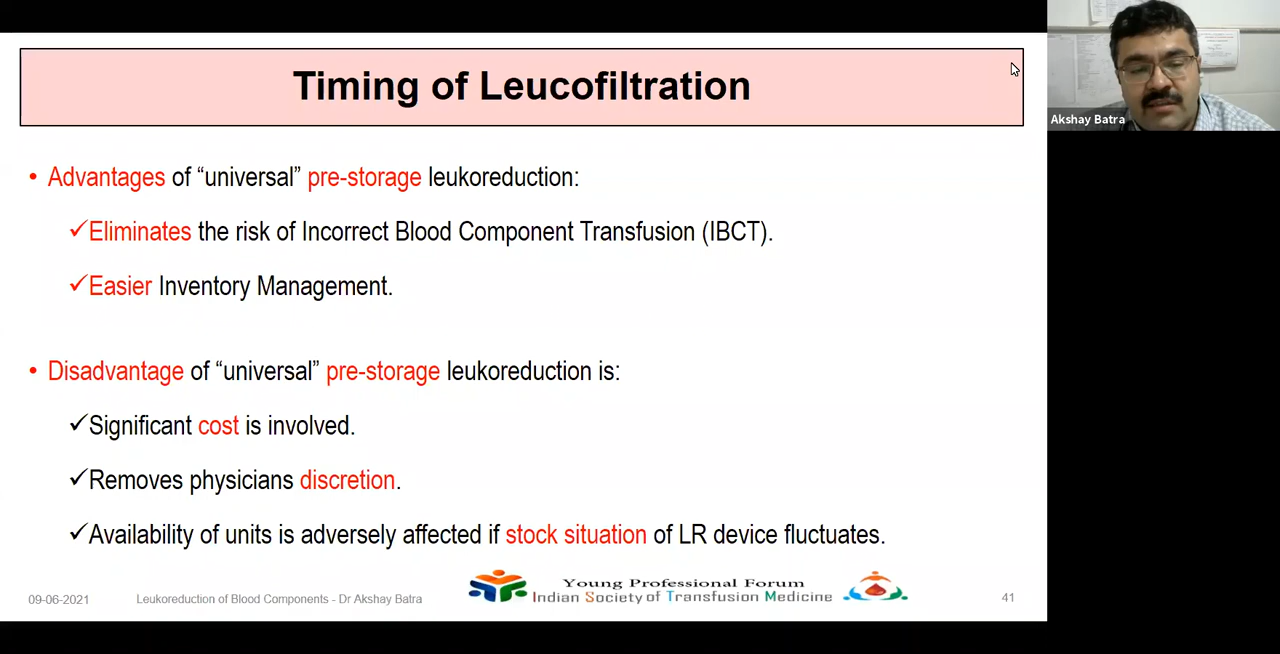 Timing of Leucofiltration
Akshay Batra
• Advantages of “universal” pre-storage leukoreduction:
✓Eliminates the risk of Incorrect Blood Component Transfusion (IBCT).
✓Easier Inventory Management.
• Disadvantage of “universal” pre-storage leukoreduction is:
✓Significant cost is involved.
✓Removes physicians discretion.
✓Availability of units is adversely affected if stock situation of LR device fluctuates.
09-06-2021
Leukoreduction of Blood Components - Dr Akshay Batra
Young Professional Forum
Indian Society of Transfusion Medicine
41